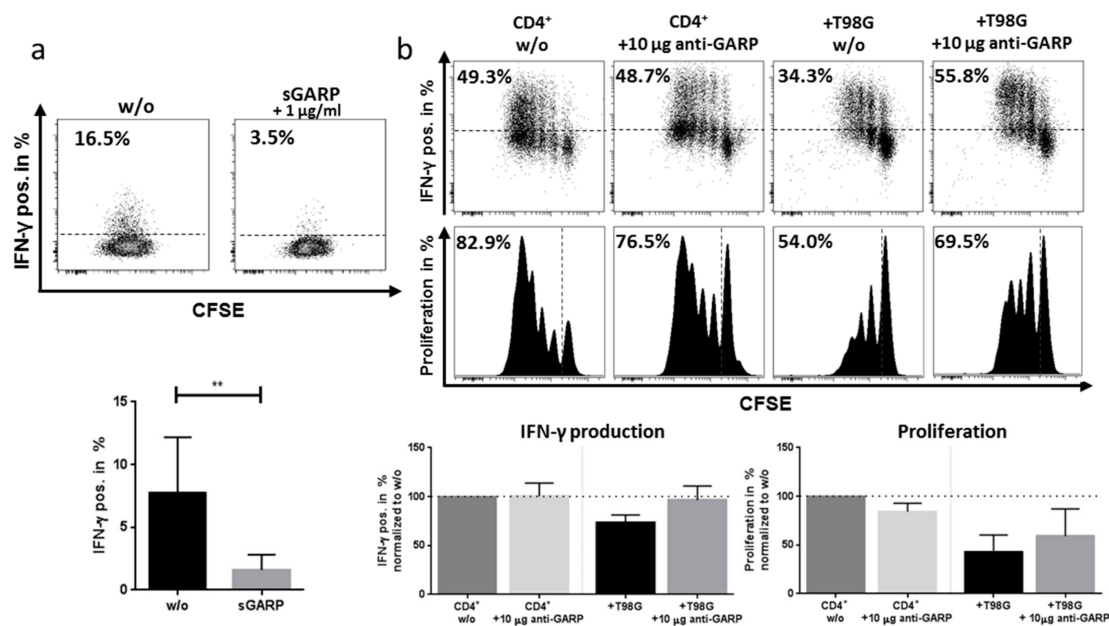 a
w/o
sGARP
+ 1 µg/ml
16.5%
3.5%
IFN-γ pos. in %
CFSE
**
15
10
5
0
IFN-γ pos. in %
w/o
sGARP
b
CD4⁺
w/o
CD4⁺
+10 µg anti-GARP
+T98G
w/o
+T98G
+10 µg anti-GARP
49.3%
48.7%
34.3%
55.8%
IFN-γ pos. in %
82.9%
76.5%
54.0%
69.5%
Proliferation in %
CFSE
IFN-γ production
150
100
50
0
IFN-γ pos. in %
normalized to w/o
CD4⁺
w/o
CD4⁺
+10 µg anti-GARP
+T98G
+T98G
+10 µg anti-GARP
Proliferation
150
100
50
0
Proliferation in %
normalized to w/o
CD4⁺
w/o
CD4⁺
+10 µg anti-GARP
+T98G
+T98G
+ 10 µg anti-GARP